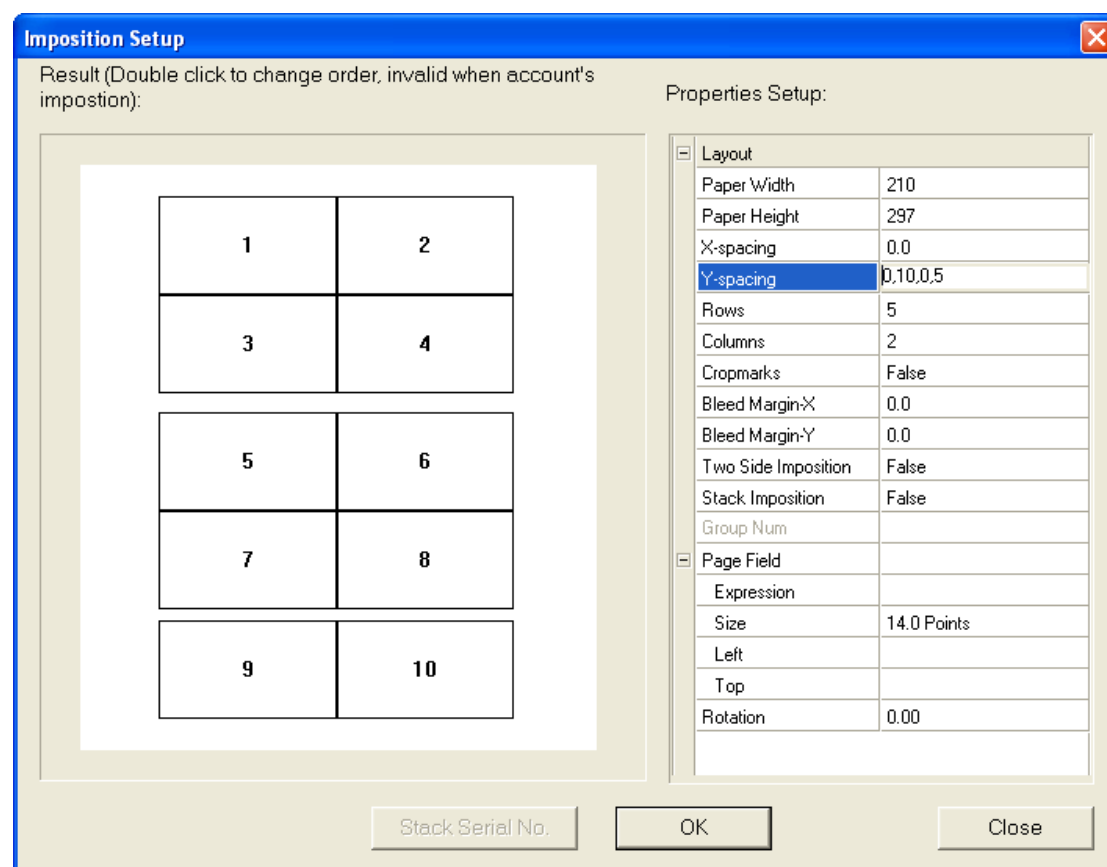 Imposition Setup
Result (Double click to change order, invalid when account's
impostion):
Properties Setup:
1 2
3 4
5 6
7 8
9 10
Layout
Paper Width 210
Paper Height 297
X-spacing 0.0
Y-spacing 0,10,0,5
Rows 5
Columns 2
Cropmarks False
Bleed Margin-X 0.0
Bleed Margin-Y 0.0
Two Side Imposition False
Stack Imposition False
Group Num
Page Field
Expression
Size 14.0 Points
Left
Top
Rotation 0.00
Stack Serial No. OK Close